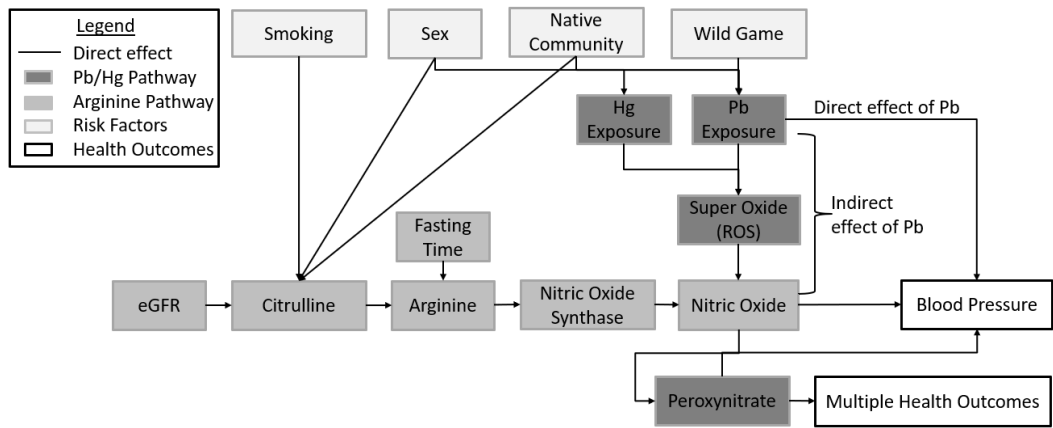 Legend
Direct effect
Pb/Hg Pathway
Arginine Pathway
Risk Factors
Health Outcomes
Smoking
Sex
Native
Community
Wild Game
Hg
Exposure
Pb
Exposure
Direct effect of Pb
Super Oxide
(ROS)
Indirect
effect of Pb
Fasting
Time
eGFR
Citrulline
Arginine
Nitric Oxide
Synthase
Nitric Oxide
Blood Pressure
Peroxynitrate
Multiple Health Outcomes